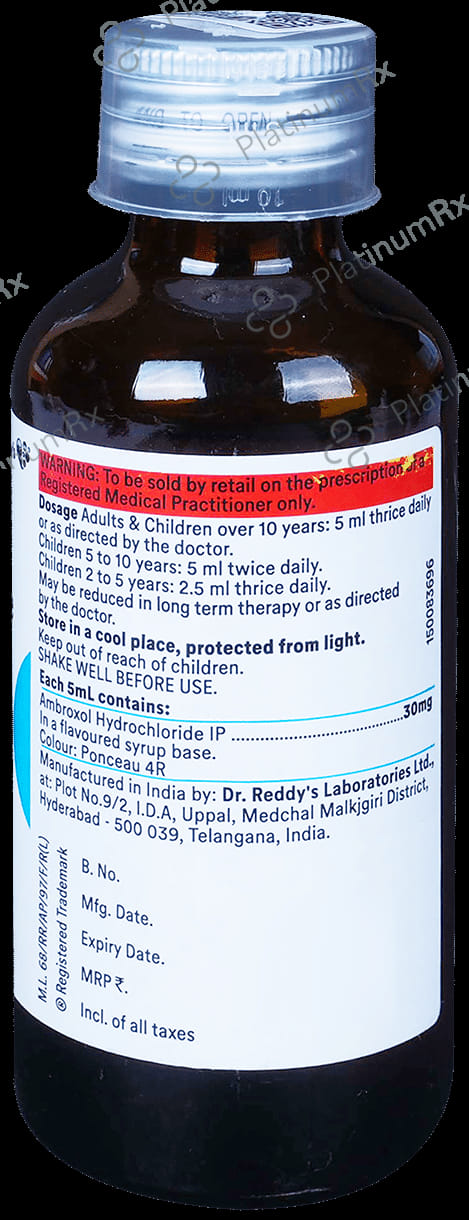 PlatinumRx
PlatinumRx
PlatinumRx
WARNING: To be sold by retail on the prescription of a
Registered Medical Practitioner only.
Dosage Adults & Children over 10 years: 5 ml thrice daily
or as directed by the doctor.
Children 5 to 10 years: 5 ml twice daily.
Children 2 to 5 years: 2.5 ml thrice daily.
May be reduced in long term therapy or as directed
by the doctor.
Store in a cool place, protected from light.
Keep out of reach of children.
SHAKE WELL BEFORE USE.
Each 5mL contains:
Ambroxol Hydrochloride IP ..................................30mg
In a flavoured syrup base.
Colour: Ponceau 4R
Manufactured in India by: Dr. Reddy's Laboratories Ltd.,
at: Plot No.9/2, I.D.A, Uppal, Medchal Malkjgiri District,
Hyderabad - 500 039, Telangana, India.
150083696
B. No.
Mfg. Date.
Expiry Date.
MRP ₹.
Incl. of all taxes
M.L. 68/RR/AP/97/F/R(L)
® Registered Trademark